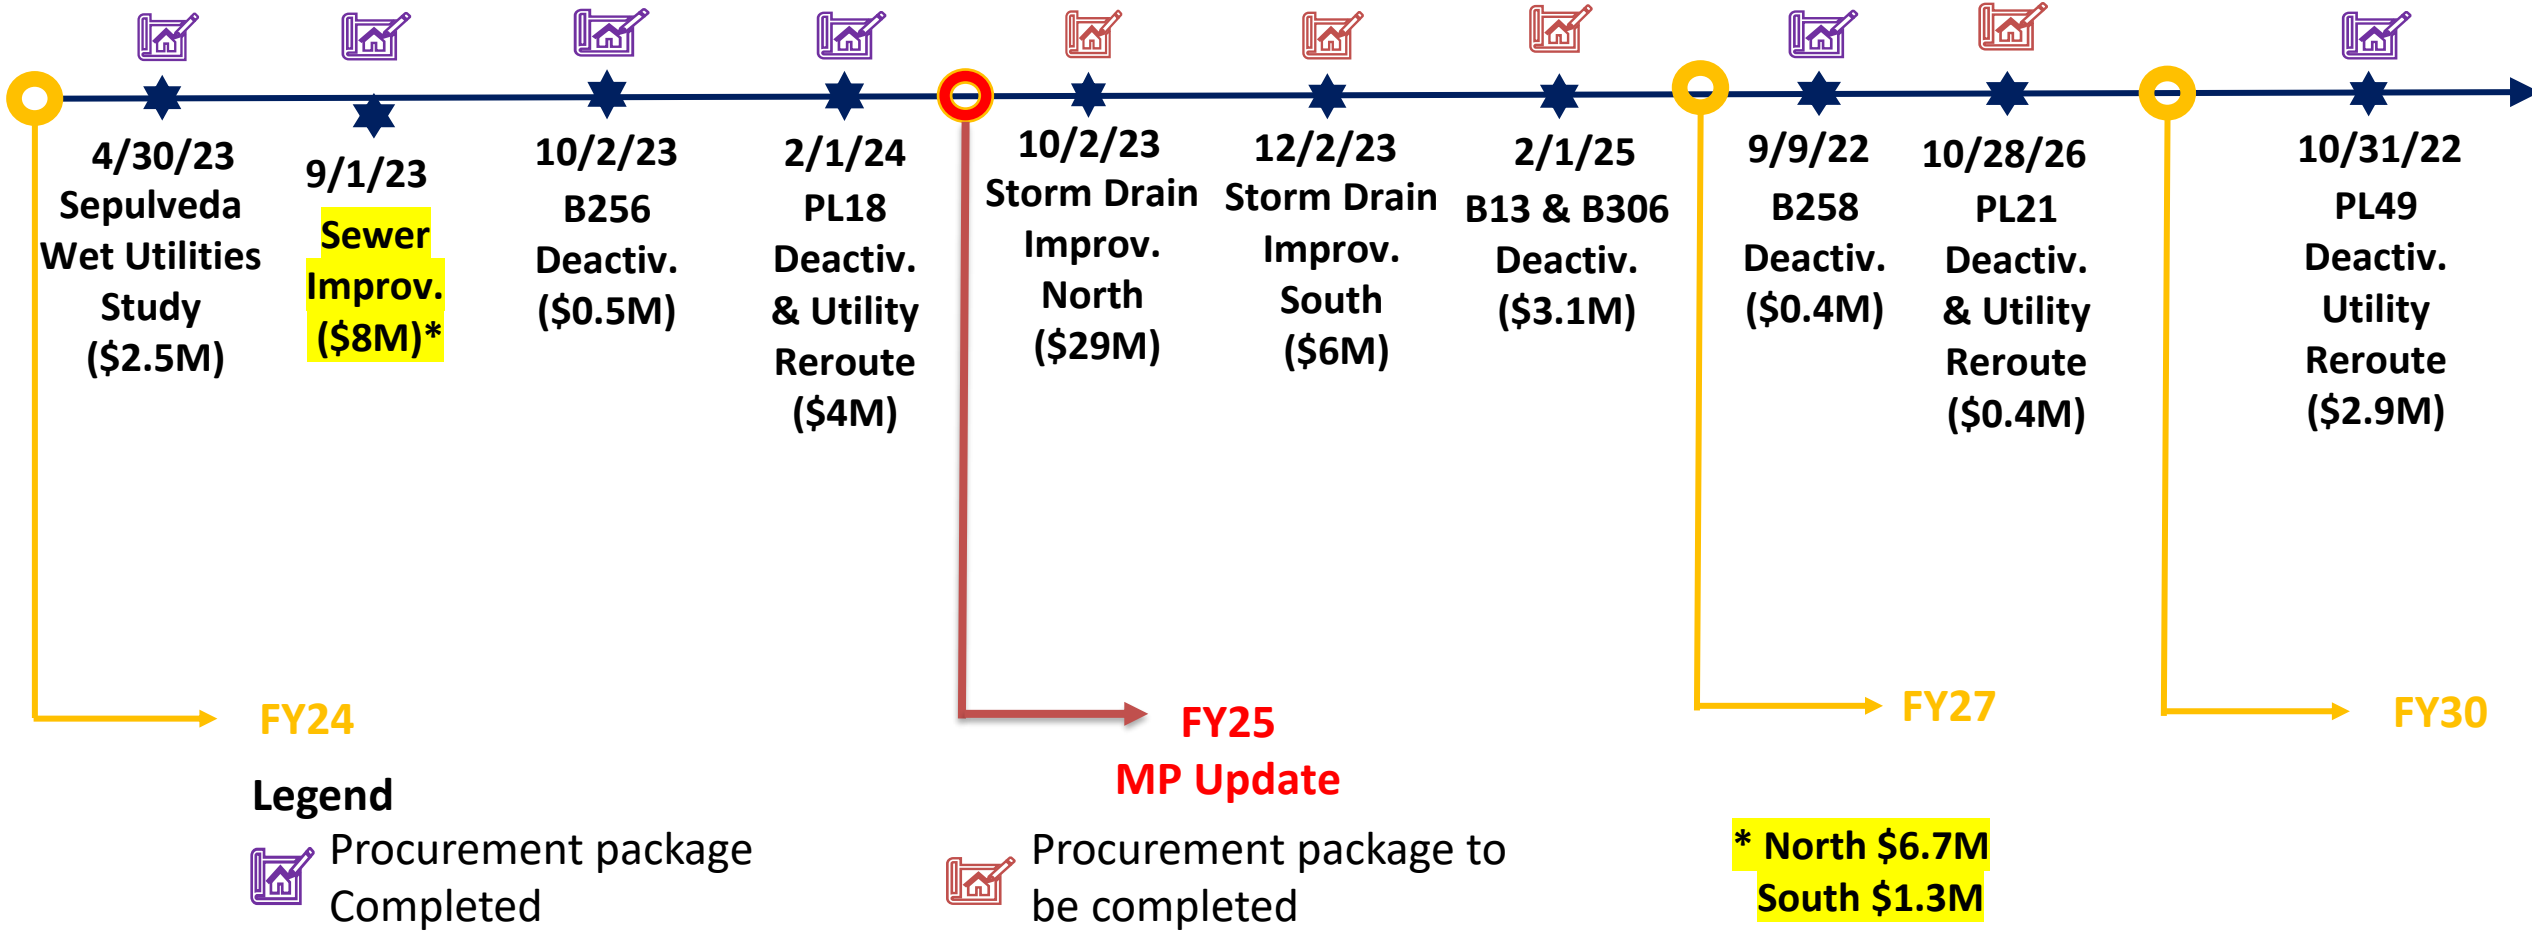 4/30/23
Sepulveda
Wet Utilities
Study
($2.5M)
9/1/23
Sewer
Improv.
($8M)*
10/2/23
B256
Deactiv.
($0.5M)
2/1/24
PL18
Deactiv.
& Utility
Reroute
($4M)
10/2/23
Storm Drain
Improv.
North
($29M)
12/2/23
Storm Drain
Improv.
South
($6M)
2/1/25
B13 & B306
Deactiv.
($3.1M)
9/9/22
B258
Deactiv.
($0.4M)
10/28/26
PL21
Deactiv.
& Utility
Reroute
($0.4M)
10/31/22
PL49
Deactiv.
Utility
Reroute
($2.9M)
FY24
FY25
MP Update
FY27
FY30
Legend
Procurement package
Completed
Procurement package to
be completed
* North $6.7M
South $1.3M